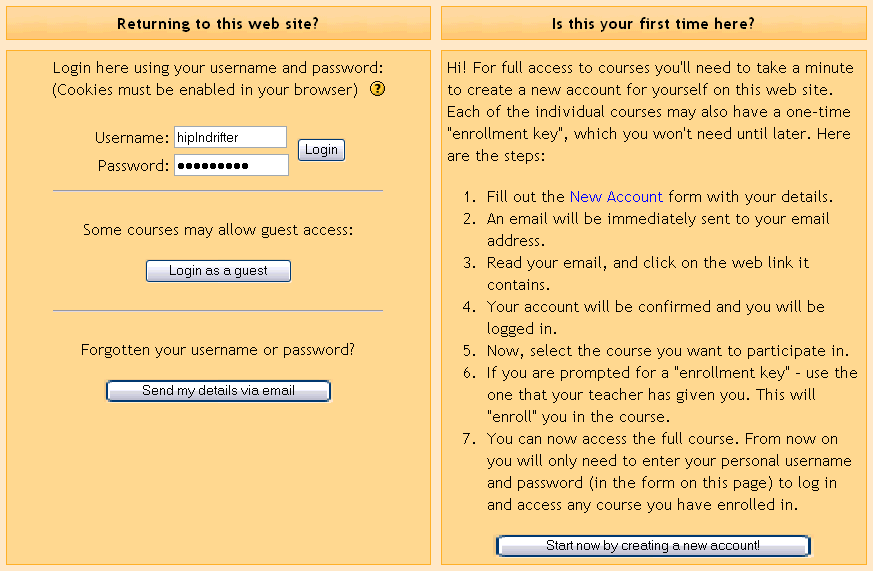 Returning to this web site?
Login here using your username and password:
(Cookies must be enabled in your browser) ?
Username: hiplndrifter
Password: ●●●●●●●●●
Login
Some courses may allow guest access:
Login as a guest
Forgotten your username or password?
Send my details via email
Is this your first time here?
Hi! For full access to courses you'll need to take a minute
to create a new account for yourself on this web site.
Each of the individual courses may also have a one-time
"enrollment key", which you won't need until later. Here
are the steps:
1. Fill out the New Account form with your details.
2. An email will be immediately sent to your email
address.
3. Read your email, and click on the web link it
contains.
4. Your account will be confirmed and you will be
logged in.
5. Now, select the course you want to participate in.
6. If you are prompted for a "enrollment key" - use the
one that your teacher has given you. This will
"enroll" you in the course.
7. You can now access the full course. From now on
you will only need to enter your personal username
and password (in the form on this page) to log in
and access any course you have enrolled in.
Start now by creating a new account!